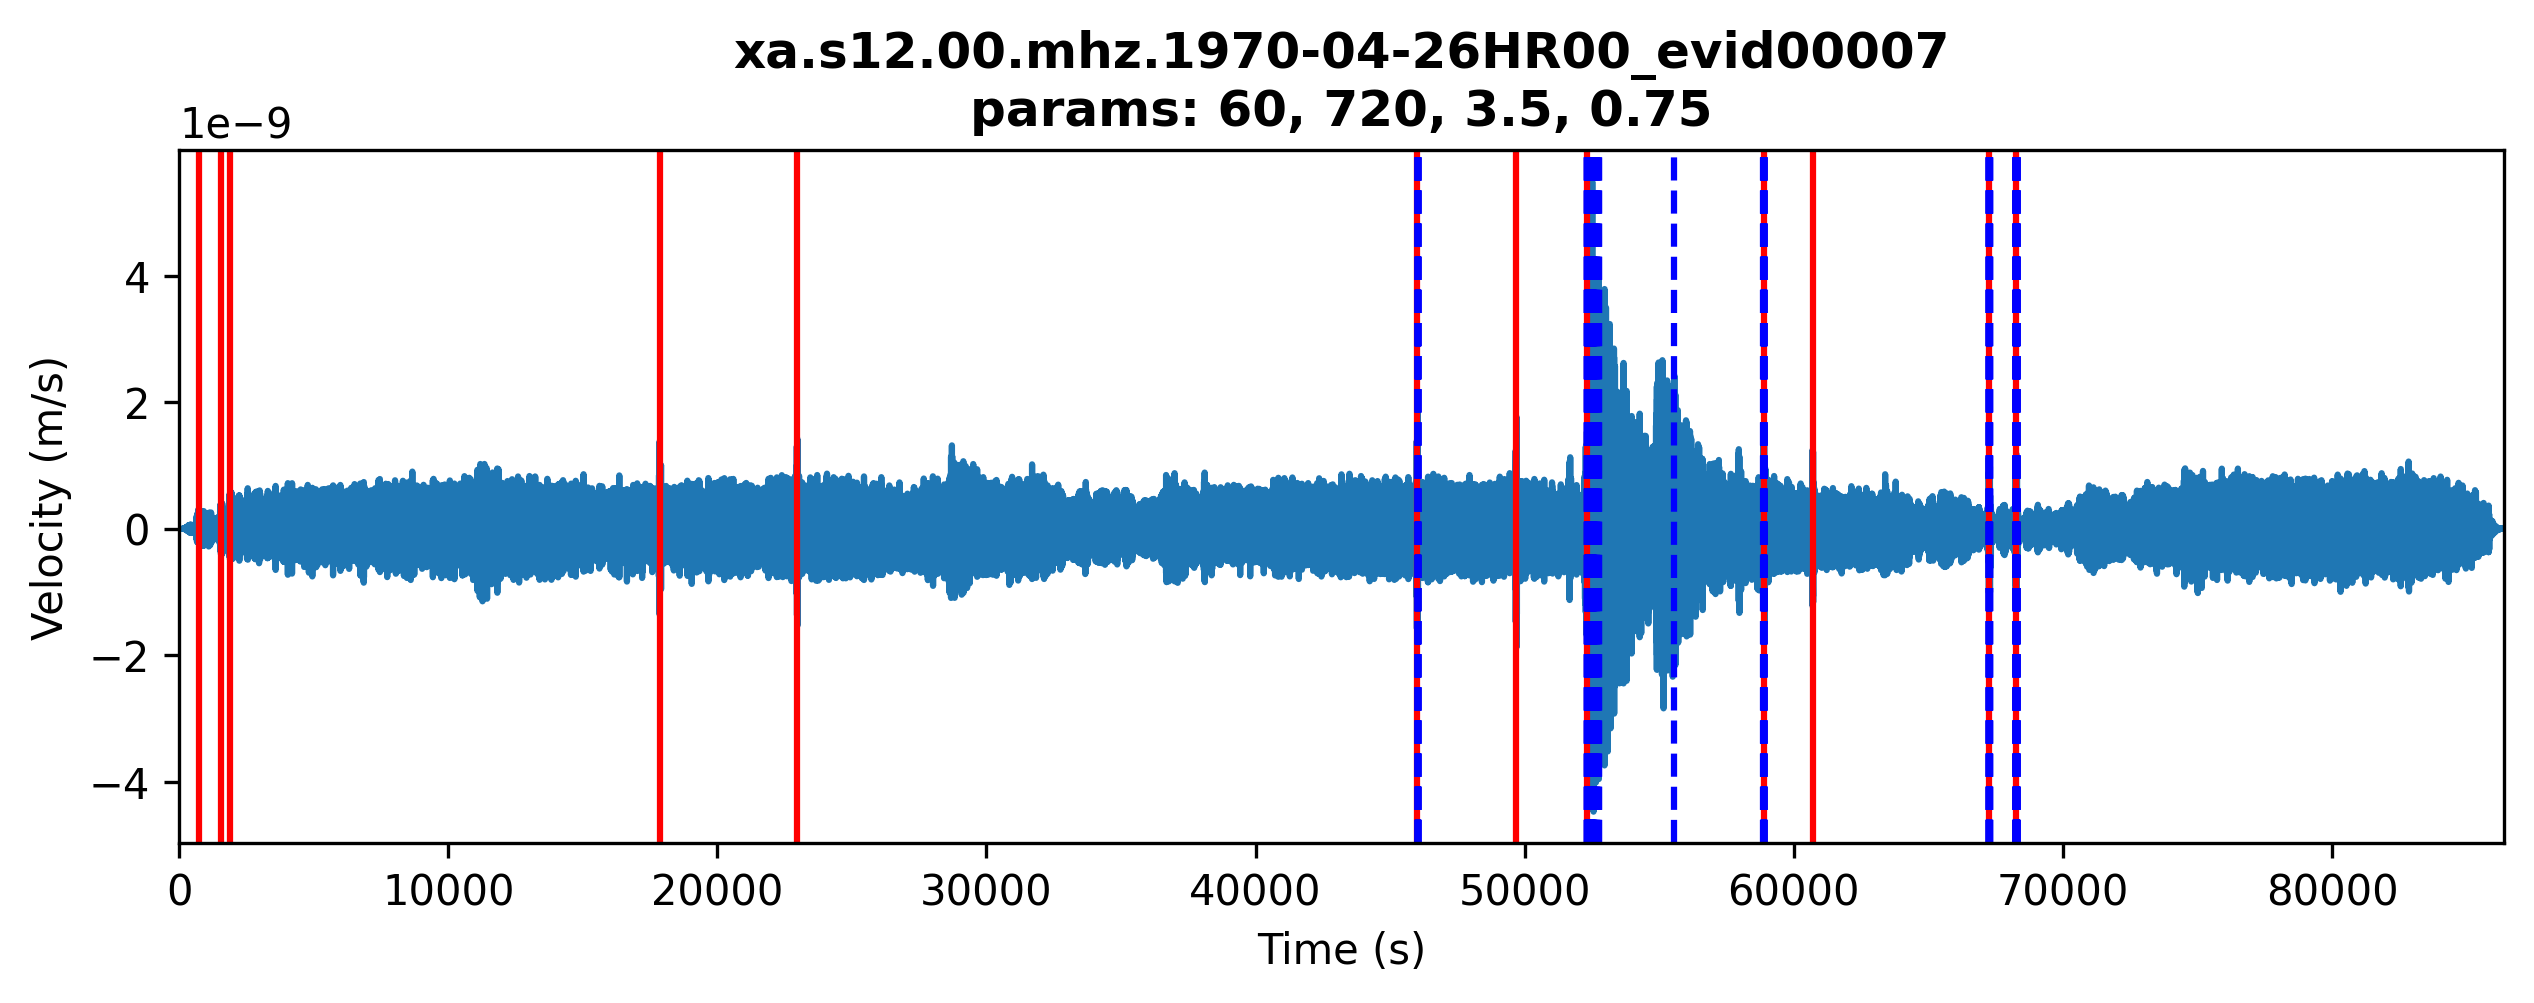 xa.s12.00.mhz.1970-04-26HR00_evid00007
params: 60, 720, 3.5, 0.75
1e−9
4
2
0
−2
−4
Velocity (m/s)
0 10000 20000 30000 40000 50000 60000 70000 80000
Time (s)